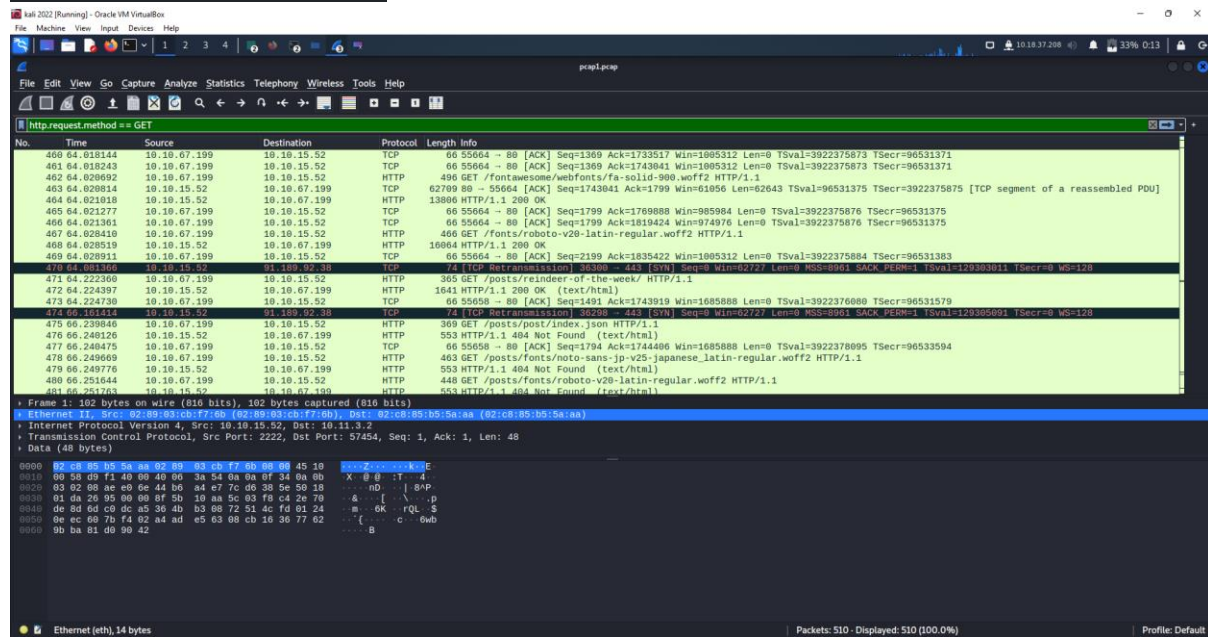 kali 2022 [Running] - Oracle VM VirtualBox
File Machine View Input Devices Help
1 2 3 4
10.18.37.208 33% 0:13
pcap1.pcap
File Edit View Go Capture Analyze Statistics Telephony Wireless Tools Help
http.request.method == GET
No. Time Source Destination Protocol Length Info
460 64.018144 10.10.67.199 10.10.15.52 TCP 66 55664 → 80 [ACK] Seq=1369 Ack=1733517 Win=1005312 Len=0 TSval=3922375873 TSecr=96531371
461 64.018243 10.10.67.199 10.10.15.52 TCP 66 55664 → 80 [ACK] Seq=1369 Ack=1743041 Win=1005312 Len=0 TSval=3922375873 TSecr=96531371
462 64.020692 10.10.67.199 10.10.15.52 HTTP 496 GET /fontawesome/webfonts/fa-solid-900.woff2 HTTP/1.1
463 64.020814 10.10.15.52 10.10.67.199 TCP 62709 80 → 55664 [ACK] Seq=1743041 Ack=1799 Win=61056 Len=62643 TSval=96531375 TSecr=3922375875 [TCP segment of a reassembled PDU]
464 64.021018 10.10.15.52 10.10.67.199 HTTP 13806 HTTP/1.1 200 OK
465 64.021277 10.10.67.199 10.10.15.52 TCP 66 55664 → 80 [ACK] Seq=1799 Ack=1769888 Win=985984 Len=0 TSval=3922375876 TSecr=96531375
466 64.021361 10.10.67.199 10.10.15.52 TCP 66 55664 → 80 [ACK] Seq=1799 Ack=1819424 Win=974976 Len=0 TSval=3922375876 TSecr=96531375
467 64.028410 10.10.67.199 10.10.15.52 HTTP 466 GET /fonts/roboto-v20-latin-regular.woff2 HTTP/1.1
468 64.028519 10.10.15.52 10.10.67.199 HTTP 16064 HTTP/1.1 200 OK
469 64.028911 10.10.67.199 10.10.15.52 TCP 66 55664 → 80 [ACK] Seq=2199 Ack=1835422 Win=1005312 Len=0 TSval=3922375884 TSecr=96531383
470 64.081366 10.10.15.52 91.189.92.38 TCP 74 [TCP Retransmission] 36300 → 443 [SYN] Seq=0 Win=62727 Len=0 MSS=8961 SACK_PERM=1 TSval=129303011 TSecr=0 WS=128
471 64.222360 10.10.67.199 10.10.15.52 HTTP 365 GET /posts/reindeer-of-the-week/ HTTP/1.1
472 64.224397 10.10.15.52 10.10.67.199 HTTP 1641 HTTP/1.1 200 OK (text/html)
473 64.224730 10.10.67.199 10.10.15.52 TCP 66 55658 → 80 [ACK] Seq=1491 Ack=1743919 Win=1685888 Len=0 TSval=3922376080 TSecr=96531579
474 66.161414 10.10.15.52 91.189.92.38 TCP 74 [TCP Retransmission] 36298 → 443 [SYN] Seq=0 Win=62727 Len=0 MSS=8961 SACK_PERM=1 TSval=129305091 TSecr=0 WS=128
475 66.239846 10.10.67.199 10.10.15.52 HTTP 369 GET /posts/post/index.json HTTP/1.1
476 66.240126 10.10.15.52 10.10.67.199 HTTP 553 HTTP/1.1 404 Not Found (text/html)
477 66.240475 10.10.67.199 10.10.15.52 TCP 66 55658 → 80 [ACK] Seq=1794 Ack=1744406 Win=1685888 Len=0 TSval=3922378095 TSecr=96533594
478 66.249669 10.10.67.199 10.10.15.52 HTTP 463 GET /posts/fonts/noto-sans-jp-v25-japanese_latin-regular.woff2 HTTP/1.1
479 66.249776 10.10.15.52 10.10.67.199 HTTP 553 HTTP/1.1 404 Not Found (text/html)
480 66.251644 10.10.67.199 10.10.15.52 HTTP 448 GET /posts/fonts/roboto-v20-latin-regular.woff2 HTTP/1.1
481 66.251763 10.10.15.52 10.10.67.199 HTTP 553 HTTP/1.1 404 Not Found (text/html)
Frame 1: 102 bytes on wire (816 bits), 102 bytes captured (816 bits)
Ethernet II, Src: 02:89:03:cb:f7:6b (02:89:03:cb:f7:6b), Dst: 02:c8:85:b5:5a:aa (02:c8:85:b5:5a:aa)
Internet Protocol Version 4, Src: 10.10.15.52, Dst: 10.11.3.2
Transmission Control Protocol, Src Port: 2222, Dst Port: 57454, Seq: 1, Ack: 1, Len: 48
Data (48 bytes)
0000 02 c8 85 b5 5a aa 02 89 03 cb f7 6b 08 00 45 10 ····Z··· ···k··E·
0010 00 58 d9 f1 40 00 40 06 3a 54 0a 0a 0f 34 0a 0b ·X··@·@· :T···4··
0020 03 02 08 ae e0 6e 44 b6 a4 e7 7c d6 38 5e 50 18 ·····nD· ··|·8^P·
0030 01 da 26 95 00 00 8f 5b 10 aa 5c 03 f8 c4 2e 70 ··&····[ ··\····.p
0040 de 8d 6d c0 dc a5 36 4b b3 08 72 51 4c fd 01 24 ··m···6K ··rQL··$
0050 0e ec 60 7b f4 02 a4 ad e5 63 08 cb 16 36 77 62 ··`{···· ·c···6wb
0060 9b ba 81 d0 90 42 ·····B
Ethernet (eth), 14 bytes
Packets: 510 · Displayed: 510 (100.0%)
Profile: Default